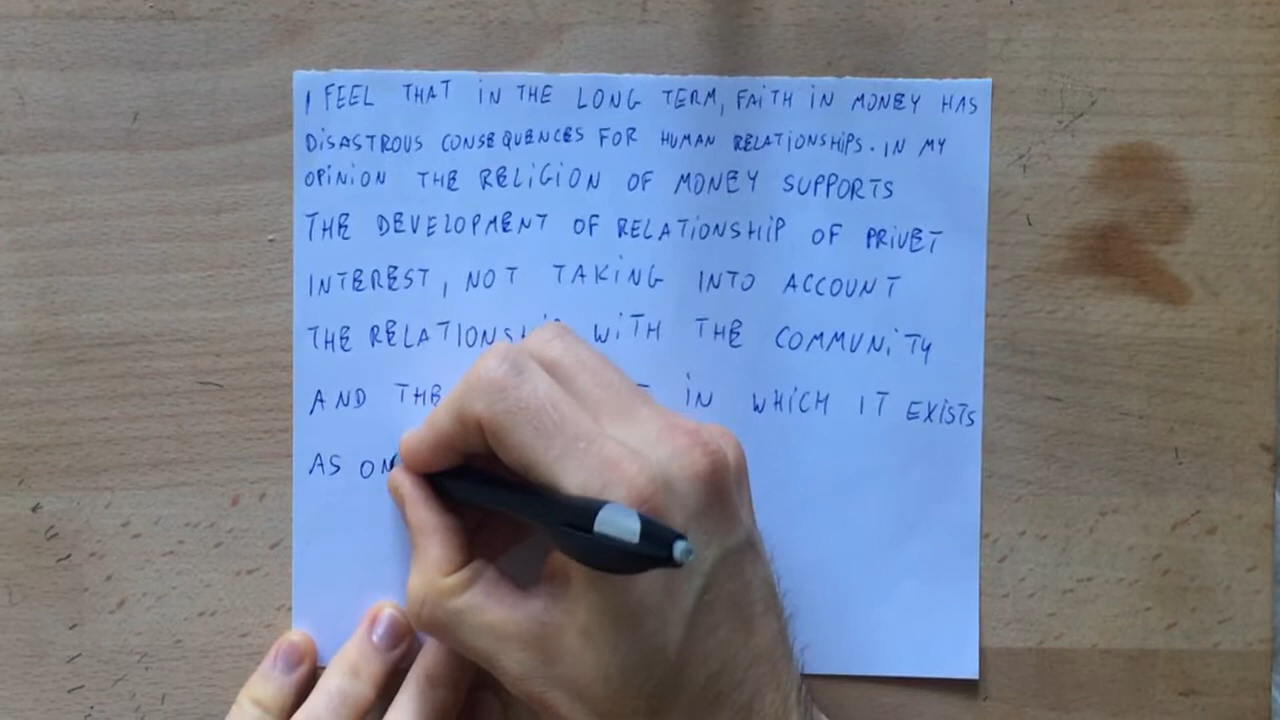 I FEEL THAT IN THE LONG TERM, FAITH IN MONEY HAS
DISASTROUS CONSEQUENCES FOR HUMAN RELATIONSHIPS. IN MY
OPINION THE RELIGION OF MONEY SUPPORTS
THE DEVELOPMENT OF RELATIONSHIP OF PRIVET
INTEREST, NOT TAKING INTO ACCOUNT
THE RELATIONSHIP WITH THE COMMUNITY
AND THE IN WHICH IT EXISTS
AS